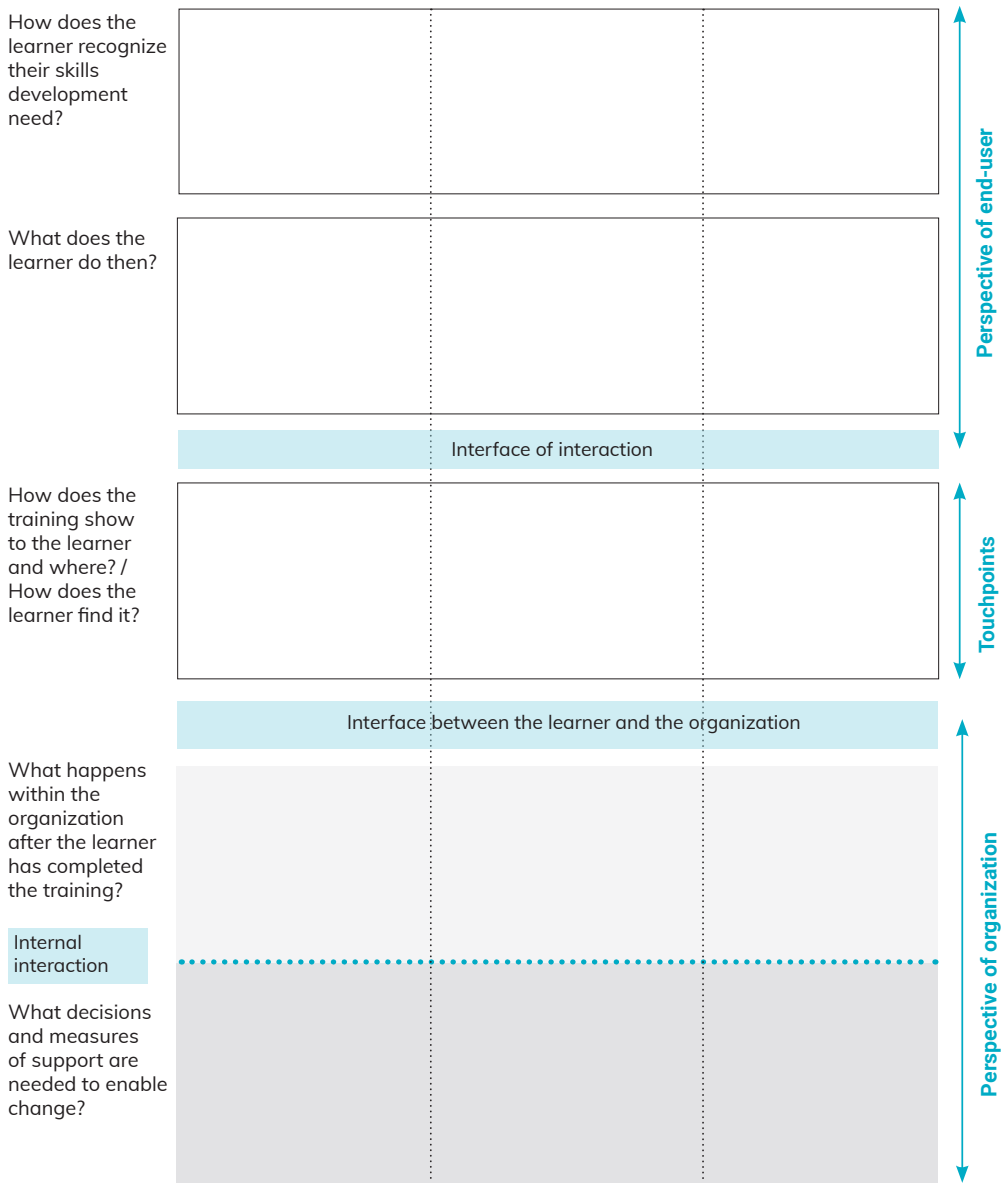 How does the
learner recognize
their skills
development
need?
Perspective of end-user
What does the
learner do then?
Interface of interaction
How does the
training show
to the learner
and where? /
How does the
learner find it?
Touchpoints
Interface between the learner and the organization
What happens
within the
organization
after the learner
has completed
the training?
Perspective of organization
Internal
interaction
What decisions
and measures
of support are
needed to enable
change?